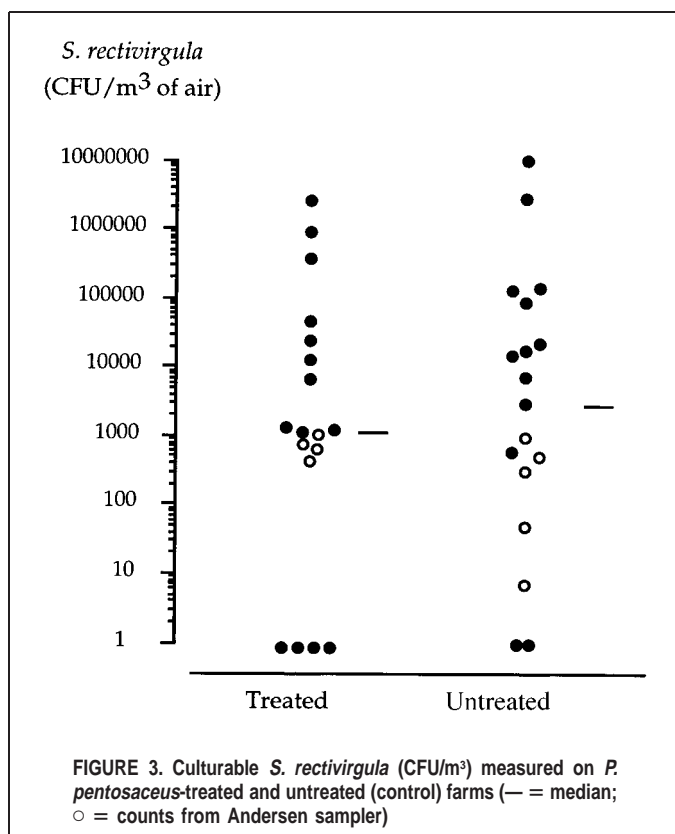 S. rectivirgula
(CFU/m³ of air)
10000000
1000000
100000
10000
1000
100
10
1
Treated Untreated
FIGURE 3. Culturable S. rectivirgula (CFU/m³) measured on P.
pentosaceus-treated and untreated (control) farms (— = median;
○ = counts from Andersen sampler)